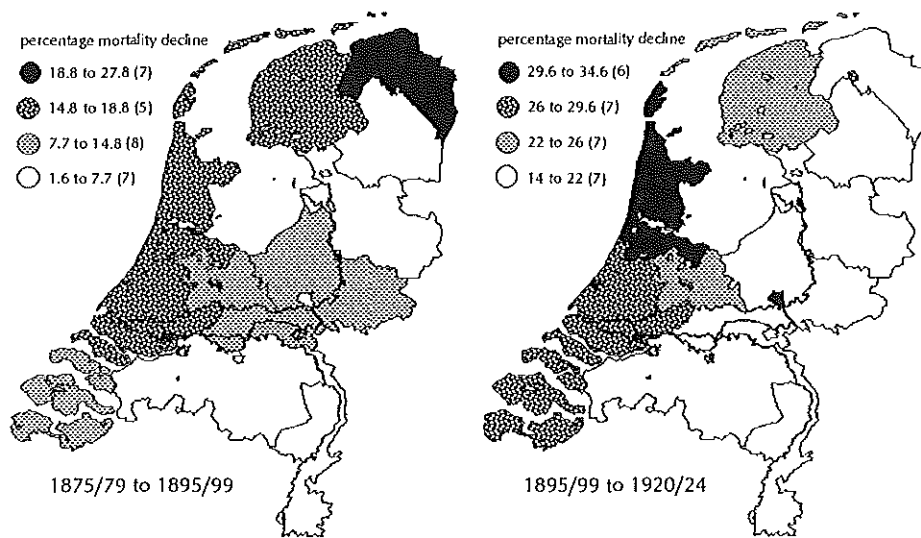 percentage mortality decline
18.8 to 27.8 (7)
14.8 to 18.8 (5)
7.7 to 14.8 (8)
1.6 to 7.7 (7)
1875/79 to 1895/99
percentage mortality decline
29.6 to 34.6 (6)
26 to 29.6 (7)
22 to 26 (7)
14 to 22 (7)
1895/99 to 1920/24